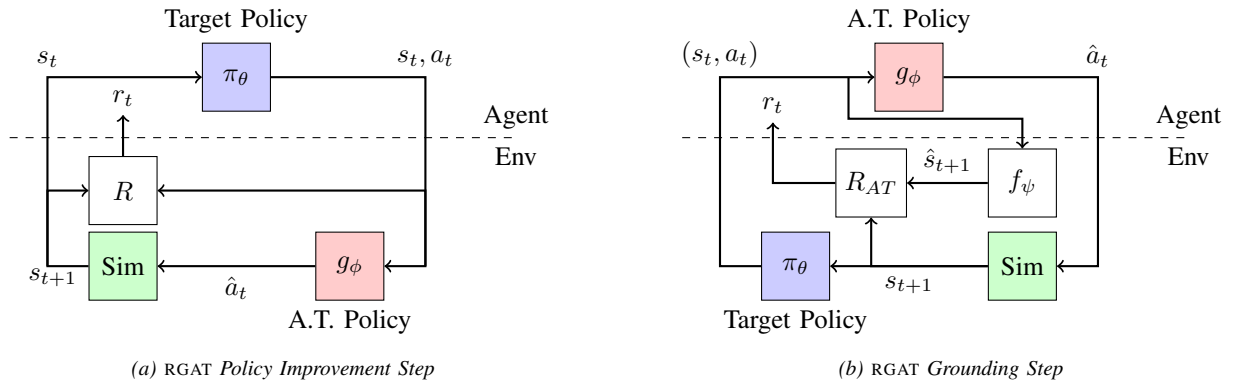 Target Policy
s_t
π_θ
s_t, a_t
r_t
Agent
Env
R
s_{t+1}
Sim
â_t
g_ϕ
A.T. Policy
(a) RGAT Policy Improvement Step
A.T. Policy
(s_t, a_t)
g_ϕ
â_t
r_t
Agent
Env
R_{AT}
ŝ_{t+1}
f_ψ
π_θ
s_{t+1}
Sim
Target Policy
(b) RGAT Grounding Step